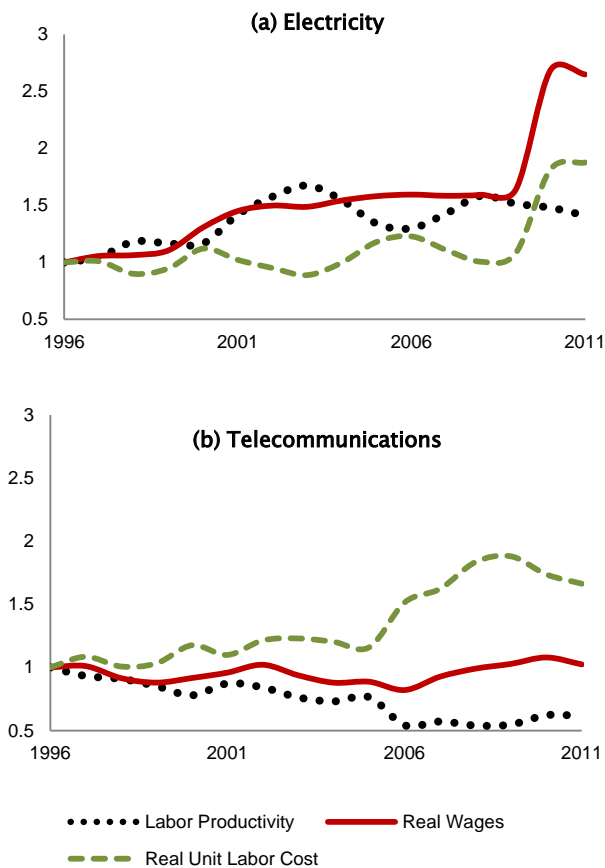 (a) Electricity
3
2.5
2
1.5
1
0.5
1996 2001 2006 2011
(b) Telecommunications
3
2.5
2
1.5
1
0.5
1996 2001 2006 2011
Labor Productivity Real Wages
Real Unit Labor Cost